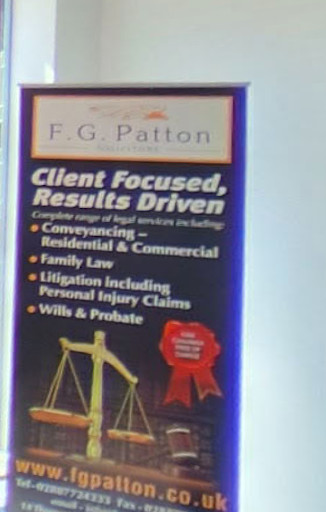 F.G. Patton
SOLICITORS
Client Focused,
Results Driven
Complete range of legal services including:
• Conveyancing –
Residential & Commercial
• Family Law
• Litigation including
Personal Injury Claims
• Wills & Probate
www.fgpatton.co.uk